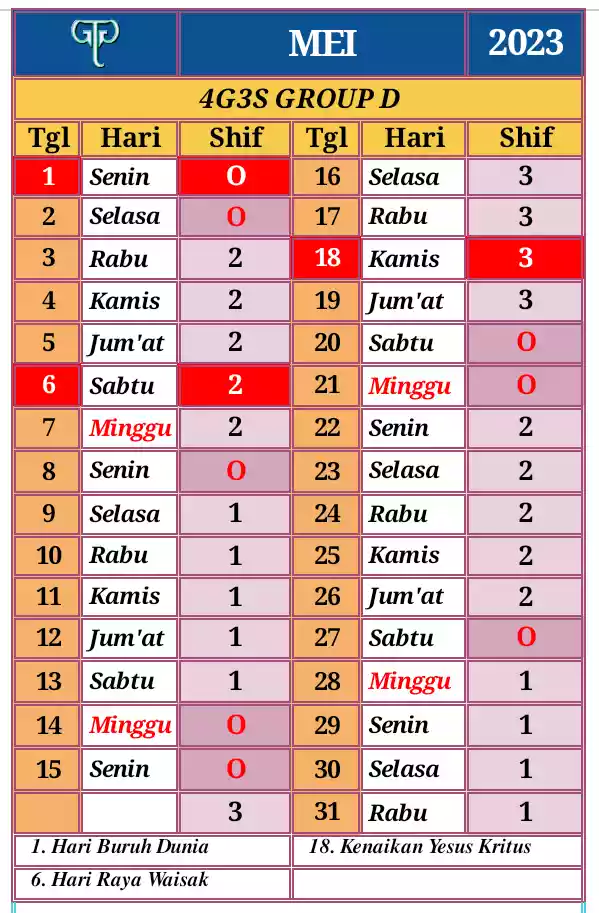 MEI 2023
4G3S GROUP D
Tgl Hari Shif Tgl Hari Shif
1 Senin O 16 Selasa 3
2 Selasa O 17 Rabu 3
3 Rabu 2 18 Kamis 3
4 Kamis 2 19 Jum'at 3
5 Jum'at 2 20 Sabtu O
6 Sabtu 2 21 Minggu O
7 Minggu 2 22 Senin 2
8 Senin O 23 Selasa 2
9 Selasa 1 24 Rabu 2
10 Rabu 1 25 Kamis 2
11 Kamis 1 26 Jum'at 2
12 Jum'at 1 27 Sabtu O
13 Sabtu 1 28 Minggu 1
14 Minggu O 29 Senin 1
15 Senin O 30 Selasa 1
3 31 Rabu 1
1. Hari Buruh Dunia 18. Kenaikan Yesus Kritus
6. Hari Raya Waisak